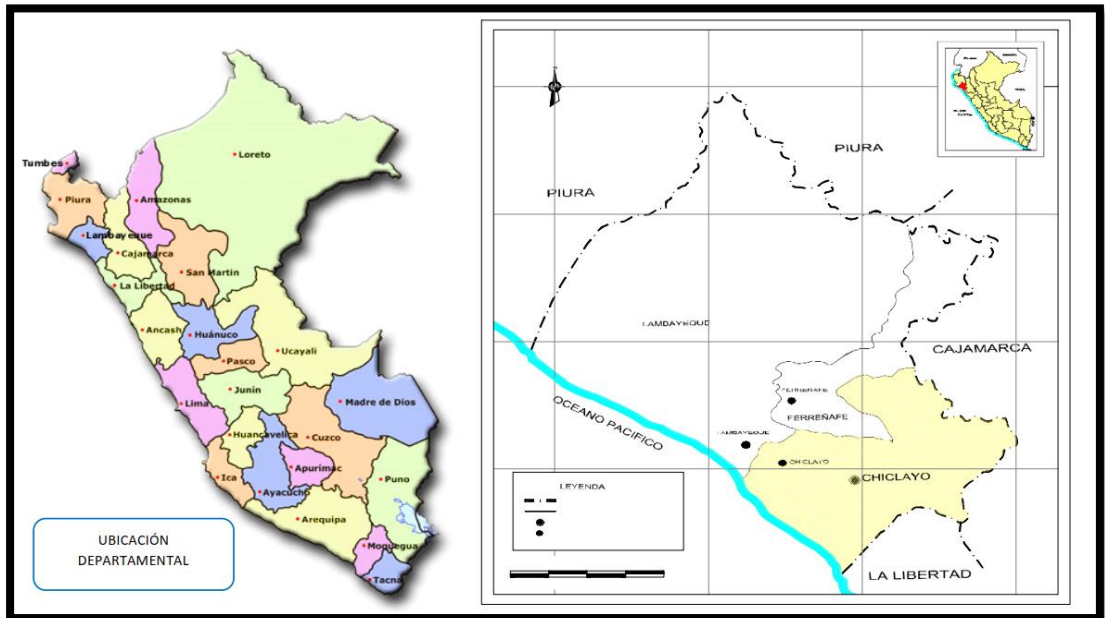 Tumbes
Loreto
Piura
Amazonas
Lambayeque
Cajamarca
San Martin
La Libertad
Ancash
Huánuco
Ucayali
Pasco
Junín
Lima
Madre de Dios
Huancavelica
Cuzco
Ica
Apurímac
Puno
Ayacucho
Arequipa
Moquegua
Tacna
UBICACIÓN
DEPARTAMENTAL
PIURA
PIURA
LAMBAYEQUE
CAJAMARCA
FERREÑAFE
FERREÑAFE
OCEANO PACIFICO
LAMBAYEQUE
CHICLAYO
CHICLAYO
LEYENDA
LA LIBERTAD